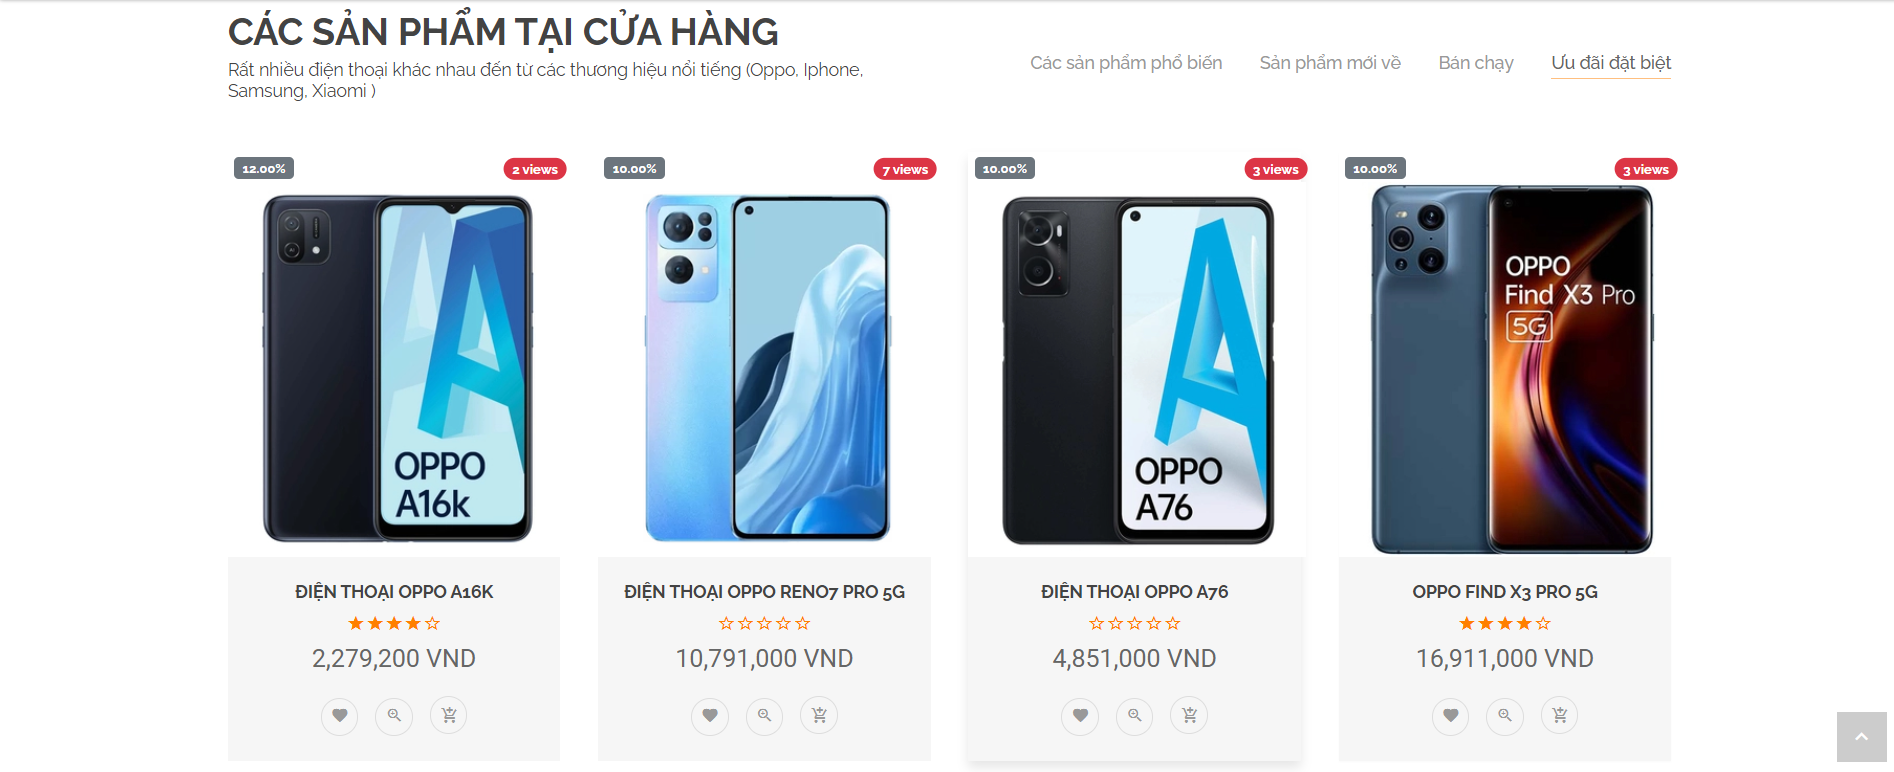 CÁC SẢN PHẨM TẠI CỬA HÀNG
Rất nhiều điện thoại khác nhau đến từ các thương hiệu nổi tiếng (Oppo, Iphone,
Samsung, Xiaomi )
Các sản phẩm phổ biến
Sản phẩm mới về
Bán chạy
Ưu đãi đặt biệt
12.00%
2 views
OPPO
A16k
ĐIỆN THOẠI OPPO A16K
2,279,200 VND
10.00%
7 views
ĐIỆN THOẠI OPPO RENO7 PRO 5G
10,791,000 VND
10.00%
3 views
OPPO
A76
ĐIỆN THOẠI OPPO A76
4,851,000 VND
10.00%
3 views
OPPO
Find X3 Pro
5G
OPPO FIND X3 PRO 5G
16,911,000 VND